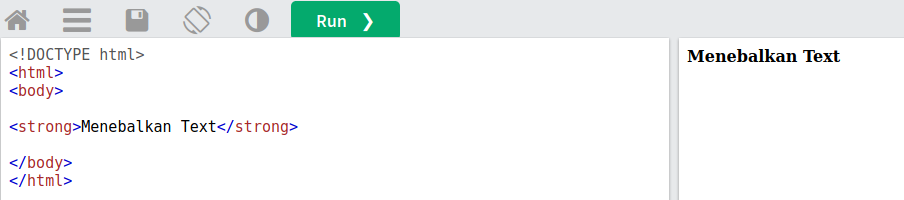 Run ❯
<!DOCTYPE html>
<html>
<body>
<strong>Menebalkan Text</strong>
</body>
</html>
Menebalkan Text